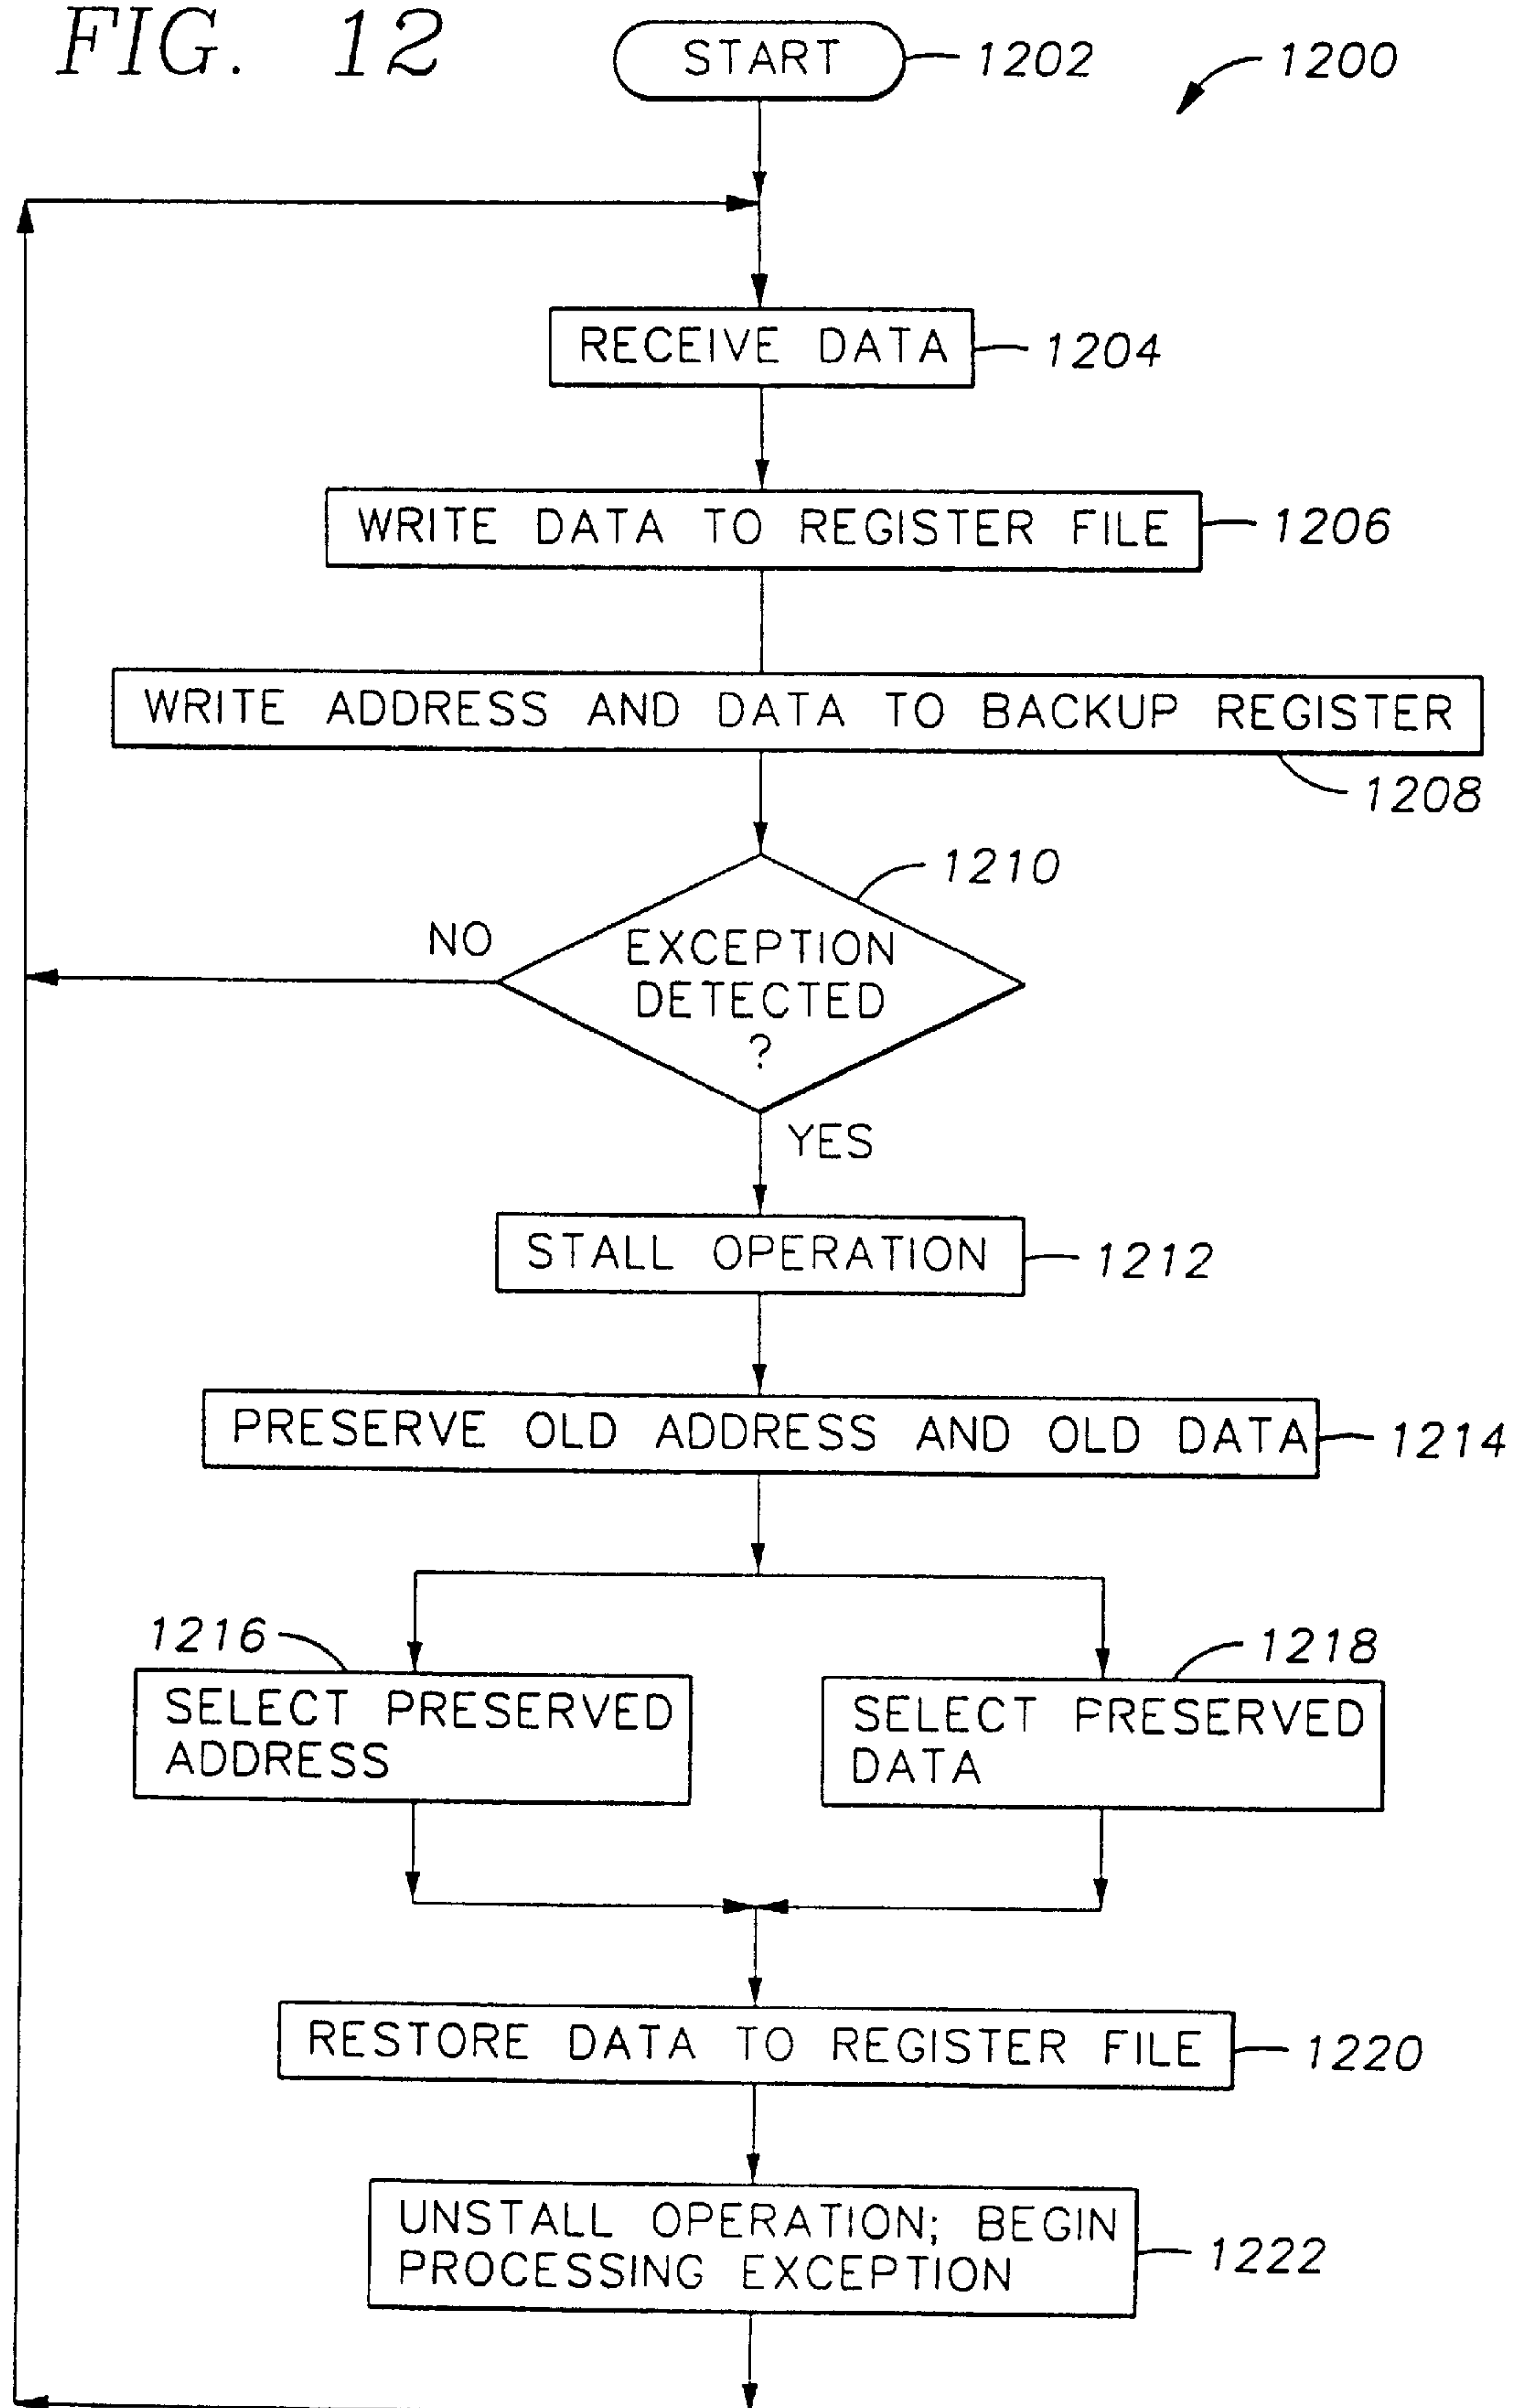 FIG. 12
START
1202
1200
RECEIVE DATA
1204
WRITE DATA TO REGISTER FILE
1206
WRITE ADDRESS AND DATA TO BACKUP REGISTER
1208
1210
NO
EXCEPTION
DETECTED
?
YES
STALL OPERATION
1212
PRESERVE OLD ADDRESS AND OLD DATA
1214
1216
SELECT PRESERVED
ADDRESS
1218
SELECT PRESERVED
DATA
RESTORE DATA TO REGISTER FILE
1220
UNSTALL OPERATION; BEGIN
PROCESSING EXCEPTION
1222